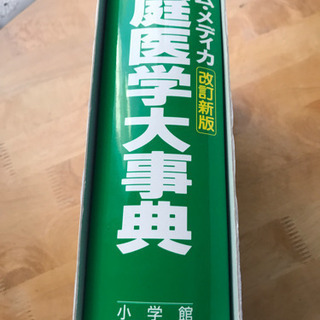 ム・メディカ
改訂新版
庭医学大事典
小学館